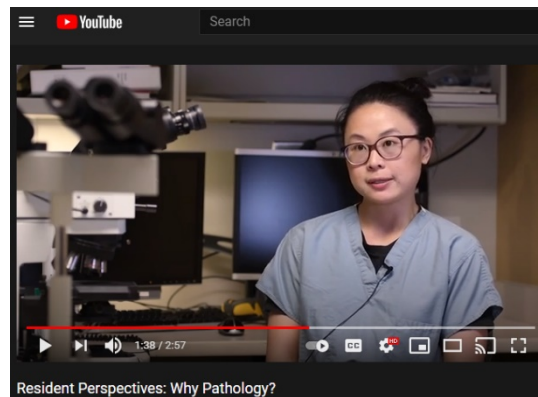 YouTube
Search
1:38 / 2:57
CC
HD
Resident Perspectives: Why Pathology?